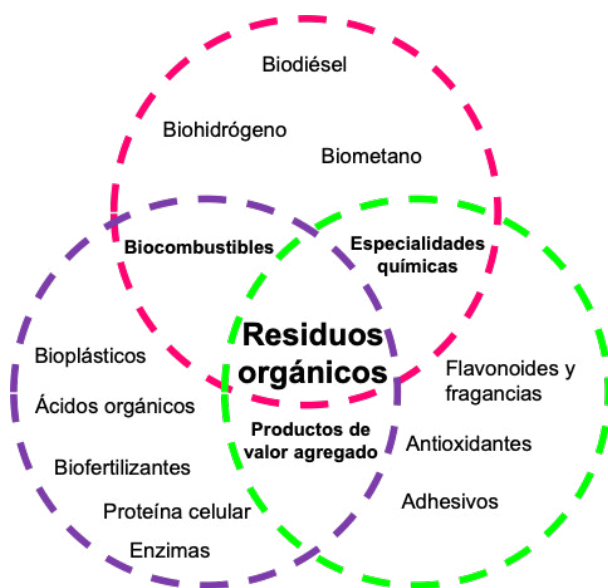 Biodiésel
Biohidrógeno
Biometano
Biocombustibles
Especialidades
químicas
Residuos
orgánicos
Bioplásticos
Flavonoides y
fragancias
Ácidos orgánicos
Productos de
valor agregado
Antioxidantes
Biofertilizantes
Adhesivos
Proteína celular
Enzimas